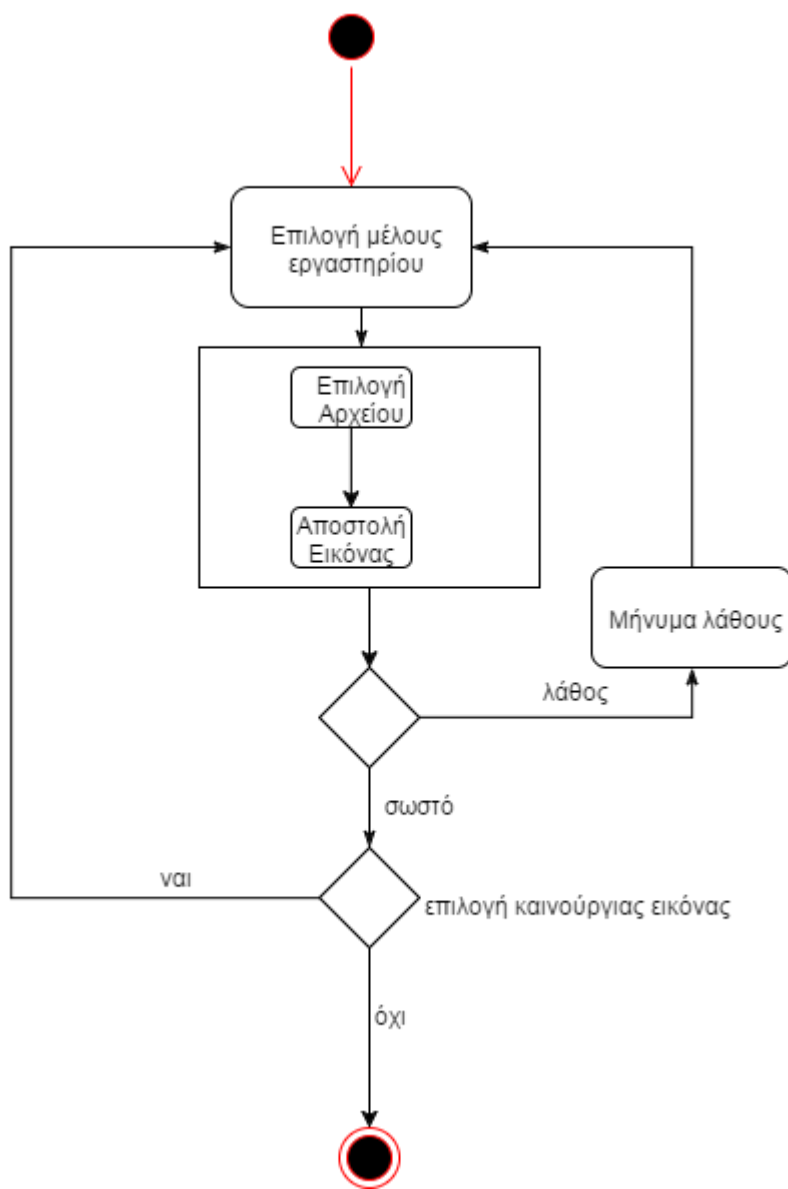 Επιλογή μέλους
εργαστηρίου
Επιλογή
Αρχείου
Αποστολή
Εικόνας
Μήνυμα λάθους
λάθος
σωστό
ναι
επιλογή καινούργιας εικόνας
όχι